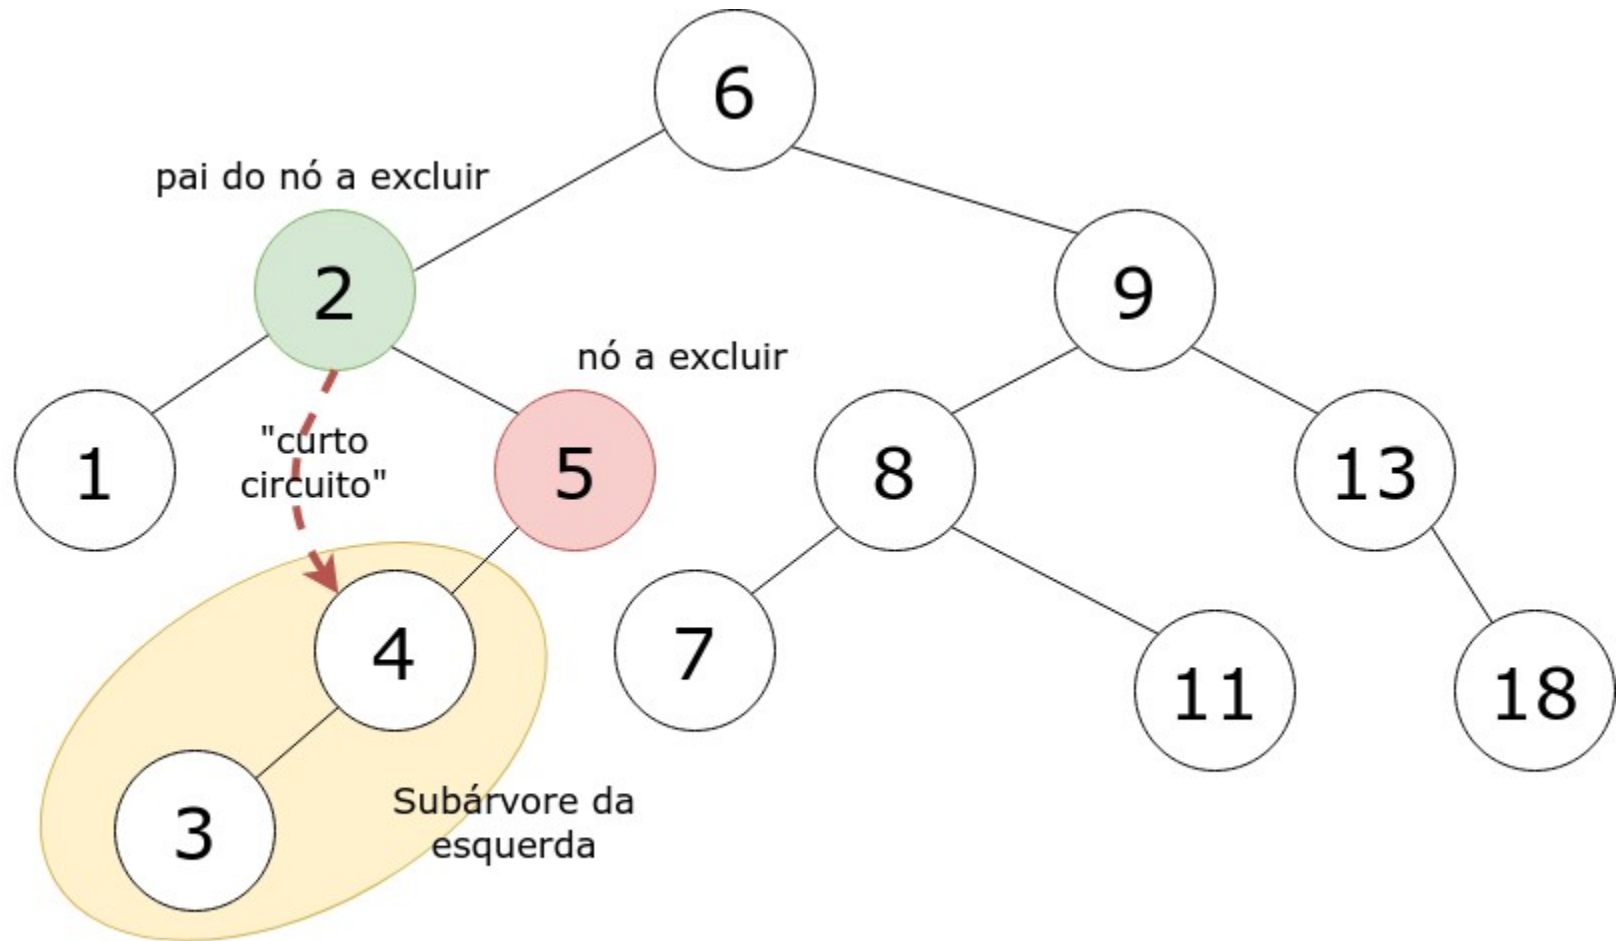 6
pai do nó a excluir
2
9
nó a excluir
1
"curto
circuito"
5
8
13
4
7
11
18
3
Subárvore da
esquerda